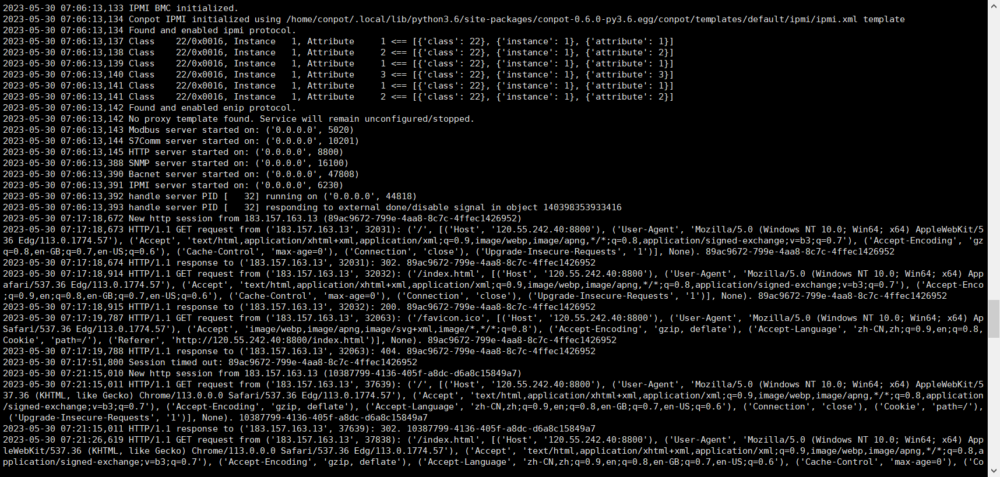 2023-05-30 07:06:13,133 IPMI BMC initialized.
2023-05-30 07:06:13,134 Conpot IPMI initialized using /home/conpot/.local/lib/python3.6/site-packages/conpot-0.6.0-py3.6.egg/conpot/templates/default/ipmi/ipmi.xml template
2023-05-30 07:06:13,134 Found and enabled ipmi protocol.
2023-05-30 07:06:13,137 Class    22/0x0016, Instance   1, Attribute     1 <== [{'class': 22}, {'instance': 1}, {'attribute': 1}]
2023-05-30 07:06:13,138 Class    22/0x0016, Instance   1, Attribute     2 <== [{'class': 22}, {'instance': 1}, {'attribute': 2}]
2023-05-30 07:06:13,139 Class    22/0x0016, Instance   1, Attribute     1 <== [{'class': 22}, {'instance': 1}, {'attribute': 1}]
2023-05-30 07:06:13,140 Class    22/0x0016, Instance   1, Attribute     3 <== [{'class': 22}, {'instance': 1}, {'attribute': 3}]
2023-05-30 07:06:13,141 Class    22/0x0016, Instance   1, Attribute     1 <== [{'class': 22}, {'instance': 1}, {'attribute': 1}]
2023-05-30 07:06:13,141 Class    22/0x0016, Instance   1, Attribute     2 <== [{'class': 22}, {'instance': 1}, {'attribute': 2}]
2023-05-30 07:06:13,142 Found and enabled enip protocol.
2023-05-30 07:06:13,142 No proxy template found. Service will remain unconfigured/stopped.
2023-05-30 07:06:13,143 Modbus server started on: ('0.0.0.0', 5020)
2023-05-30 07:06:13,144 S7Comm server started on: ('0.0.0.0', 10201)
2023-05-30 07:06:13,145 HTTP server started on: ('0.0.0.0', 8800)
2023-05-30 07:06:13,388 SNMP server started on: ('0.0.0.0', 16100)
2023-05-30 07:06:13,390 Bacnet server started on: ('0.0.0.0', 47808)
2023-05-30 07:06:13,391 IPMI server started on: ('0.0.0.0', 6230)
2023-05-30 07:06:13,392 handle server PID [   32] running on ('0.0.0.0', 44818)
2023-05-30 07:06:13,393 handle server PID [   32] responding to external done/disable signal in object 140398353933416
2023-05-30 07:17:18,672 New http session from 183.157.163.13 (89ac9672-799e-4aa8-8c7c-4ffec1426952)
2023-05-30 07:17:18,673 HTTP/1.1 GET request from ('183.157.163.13', 32031): ('/', [('Host', '120.55.242.40:8800'), ('User-Agent', 'Mozilla/5.0 (Windows NT 10.0; Win64; x64) AppleWebKit/5
36 Edg/113.0.1774.57'), ('Accept', 'text/html,application/xhtml+xml,application/xml;q=0.9,image/webp,image/apng,*/*;q=0.8,application/signed-exchange;v=b3;q=0.7'), ('Accept-Encoding', 'gz
q=0.8,en-GB;q=0.7,en-US;q=0.6'), ('Cache-Control', 'max-age=0'), ('Connection', 'close'), ('Upgrade-Insecure-Requests', '1')], None). 89ac9672-799e-4aa8-8c7c-4ffec1426952
2023-05-30 07:17:18,674 HTTP/1.1 response to ('183.157.163.13', 32031): 302. 89ac9672-799e-4aa8-8c7c-4ffec1426952
2023-05-30 07:17:18,914 HTTP/1.1 GET request from ('183.157.163.13', 32032): ('/index.html', [('Host', '120.55.242.40:8800'), ('User-Agent', 'Mozilla/5.0 (Windows NT 10.0; Win64; x64) App
afari/537.36 Edg/113.0.1774.57'), ('Accept', 'text/html,application/xhtml+xml,application/xml;q=0.9,image/webp,image/apng,*/*;q=0.8,application/signed-exchange;v=b3;q=0.7'), ('Accept-Enco
;q=0.9,en;q=0.8,en-GB;q=0.7,en-US;q=0.6'), ('Cache-Control', 'max-age=0'), ('Connection', 'close'), ('Upgrade-Insecure-Requests', '1')], None). 89ac9672-799e-4aa8-8c7c-4ffec1426952
2023-05-30 07:17:18,915 HTTP/1.1 response to ('183.157.163.13', 32032): 200. 89ac9672-799e-4aa8-8c7c-4ffec1426952
2023-05-30 07:17:19,787 HTTP/1.1 GET request from ('183.157.163.13', 32063): ('/favicon.ico', [('Host', '120.55.242.40:8800'), ('User-Agent', 'Mozilla/5.0 (Windows NT 10.0; Win64; x64) Ap
Safari/537.36 Edg/113.0.1774.57'), ('Accept', 'image/webp,image/apng,image/svg+xml,image/*,*/*;q=0.8'), ('Accept-Encoding', 'gzip, deflate'), ('Accept-Language', 'zh-CN,zh;q=0.9,en;q=0.8,
Cookie', 'path=/'), ('Referer', 'http://120.55.242.40:8800/index.html')], None). 89ac9672-799e-4aa8-8c7c-4ffec1426952
2023-05-30 07:17:19,788 HTTP/1.1 response to ('183.157.163.13', 32063): 404. 89ac9672-799e-4aa8-8c7c-4ffec1426952
2023-05-30 07:17:51,800 Session timed out: 89ac9672-799e-4aa8-8c7c-4ffec1426952
2023-05-30 07:21:15,010 New http session from 183.157.163.13 (10387799-4136-405f-a8dc-d6a8c15849a7)
2023-05-30 07:21:15,011 HTTP/1.1 GET request from ('183.157.163.13', 37639): ('/', [('Host', '120.55.242.40:8800'), ('User-Agent', 'Mozilla/5.0 (Windows NT 10.0; Win64; x64) AppleWebKit/5
37.36 (KHTML, like Gecko) Chrome/113.0.0.0 Safari/537.36 Edg/113.0.1774.57'), ('Accept', 'text/html,application/xhtml+xml,application/xml;q=0.9,image/webp,image/apng,*/*;q=0.8,application
/signed-exchange;v=b3;q=0.7'), ('Accept-Encoding', 'gzip, deflate'), ('Accept-Language', 'zh-CN,zh;q=0.9,en;q=0.8,en-GB;q=0.7,en-US;q=0.6'), ('Connection', 'close'), ('Cookie', 'path=/'),
 ('Upgrade-Insecure-Requests', '1')], None). 10387799-4136-405f-a8dc-d6a8c15849a7
2023-05-30 07:21:15,011 HTTP/1.1 response to ('183.157.163.13', 37639): 302. 10387799-4136-405f-a8dc-d6a8c15849a7
2023-05-30 07:21:26,619 HTTP/1.1 GET request from ('183.157.163.13', 37838): ('/index.html', [('Host', '120.55.242.40:8800'), ('User-Agent', 'Mozilla/5.0 (Windows NT 10.0; Win64; x64) App
leWebKit/537.36 (KHTML, like Gecko) Chrome/113.0.0.0 Safari/537.36 Edg/113.0.1774.57'), ('Accept', 'text/html,application/xhtml+xml,application/xml;q=0.9,image/webp,image/apng,*/*;q=0.8,a
pplication/signed-exchange;v=b3;q=0.7'), ('Accept-Encoding', 'gzip, deflate'), ('Accept-Language', 'zh-CN,zh;q=0.9,en;q=0.8,en-GB;q=0.7,en-US;q=0.6'), ('Cache-Control', 'max-age=0'), ('Co